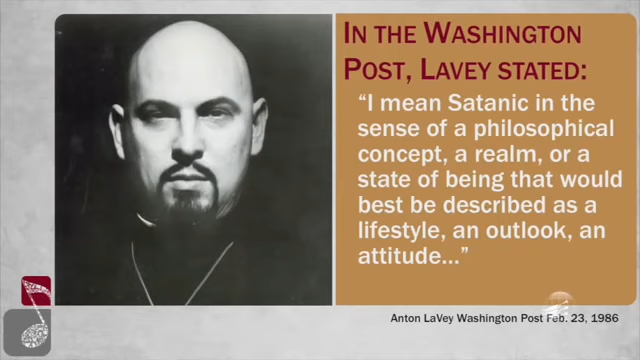 IN THE WASHINGTON
POST, LAVEY STATED:
“I mean Satanic in the
sense of a philosophical
concept, a realm, or a
state of being that would
best be described as a
lifestyle, an outlook, an
attitude...”
Anton LaVey Washington Post Feb. 23, 1986